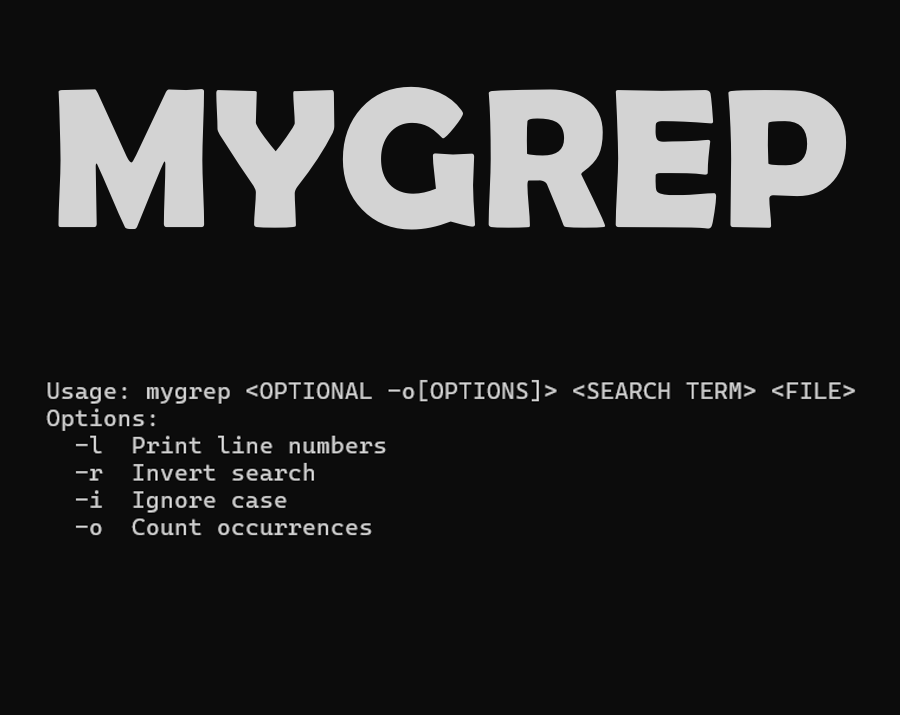 MYGREP
Usage: mygrep <OPTIONAL -o[OPTIONS]> <SEARCH TERM> <FILE>
Options:
-l Print line numbers
-r Invert search
-i Ignore case
-o Count occurrences